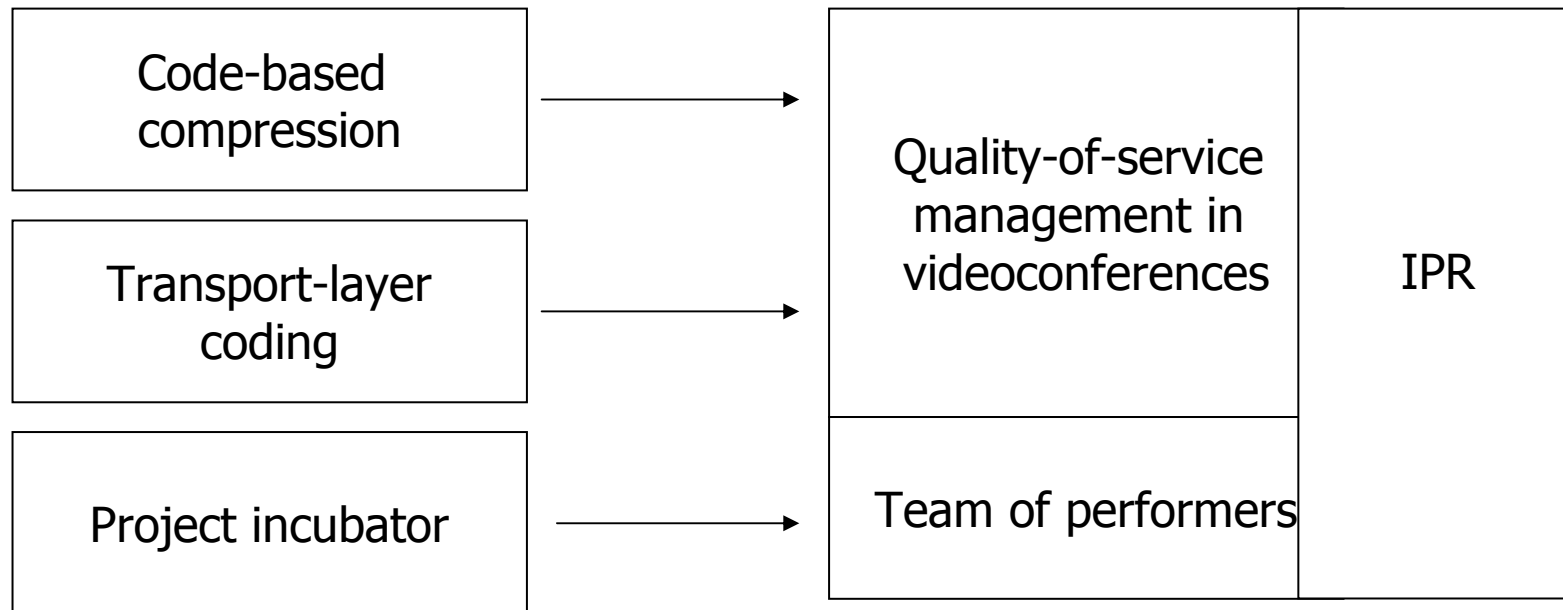 Code-based
compression
Transport-layer
coding
Project incubator
Quality-of-service
management in
videoconferences
Team of performers
IPR